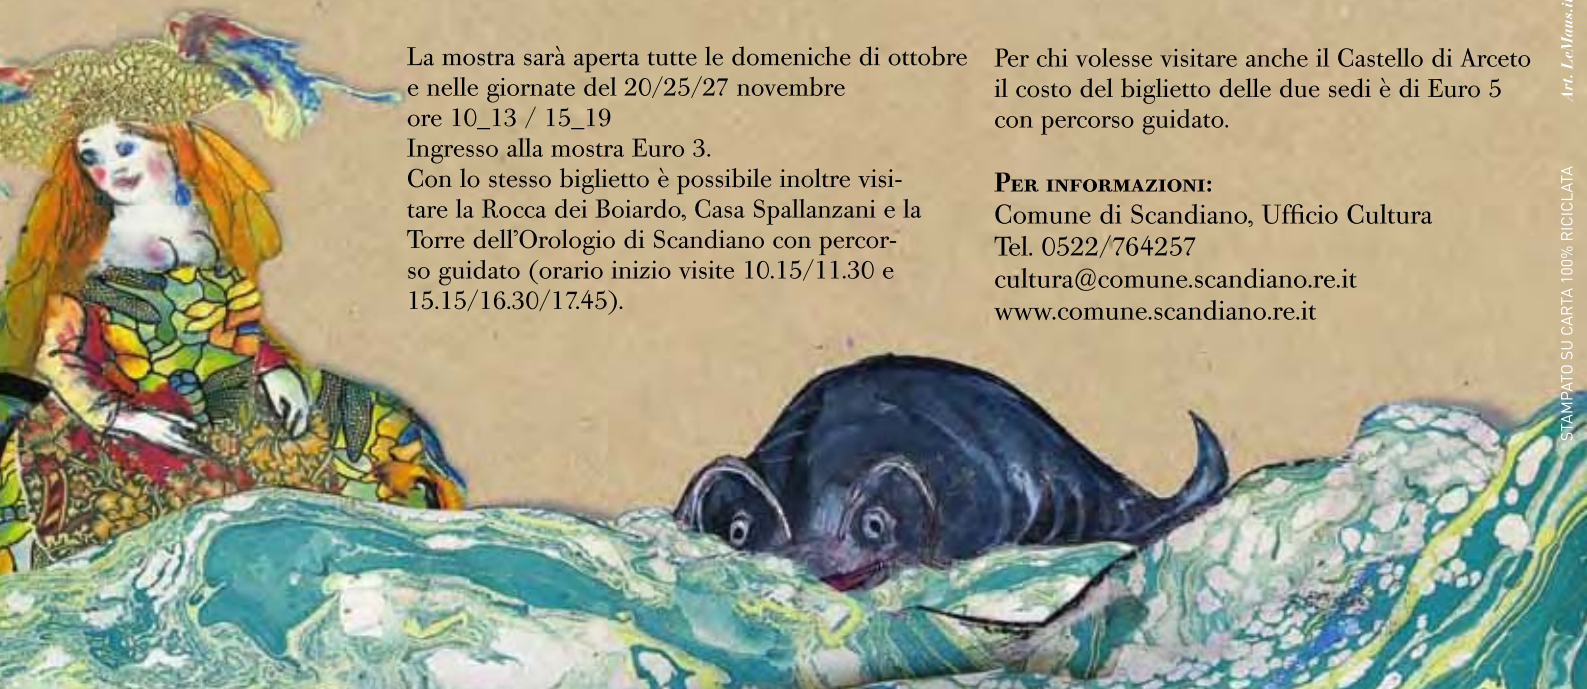 La mostra sarà aperta tutte le domeniche di ottobre
e nelle giornate del 20/25/27 novembre
ore 10_13 / 15_19
Ingresso alla mostra Euro 3.
Con lo stesso biglietto è possibile inoltre visi-
tare la Rocca dei Boiardo, Casa Spallanzani e la
Torre dell'Orologio di Scandiano con percor-
so guidato (orario inizio visite 10.15/11.30 e
15.15/16.30/17.45).
Per chi volesse visitare anche il Castello di Arceto
il costo del biglietto delle due sedi è di Euro 5
con percorso guidato.
PER INFORMAZIONI:
Comune di Scandiano, Ufficio Cultura
Tel. 0522/764257
cultura@comune.scandiano.re.it
www.comune.scandiano.re.it
STAMPATO SU CARTA 100% RICICLATA
Art. LeMaus.i